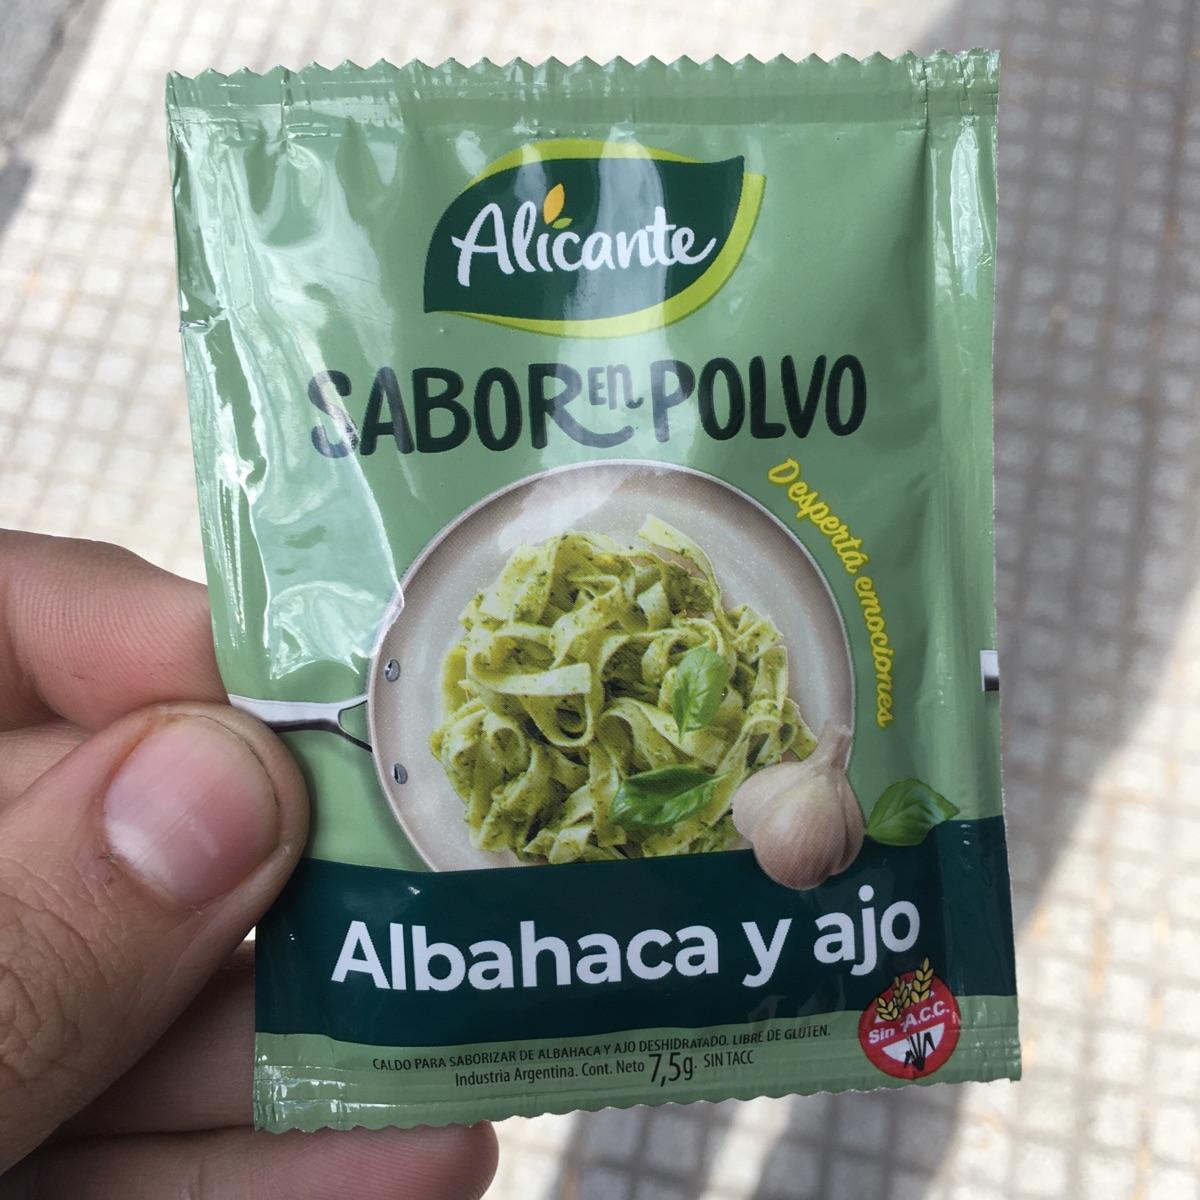 Alicante
SABOR en POLVO
Despertá emociones
Albahaca y ajo
Sin T.A.C.C.
CALDO PARA SABORIZAR DE ALBAHACA Y AJO DESHIDRATADO. LIBRE DE GLUTEN.
Industria Argentina. Cont. Neto 7,5g. SIN TACC